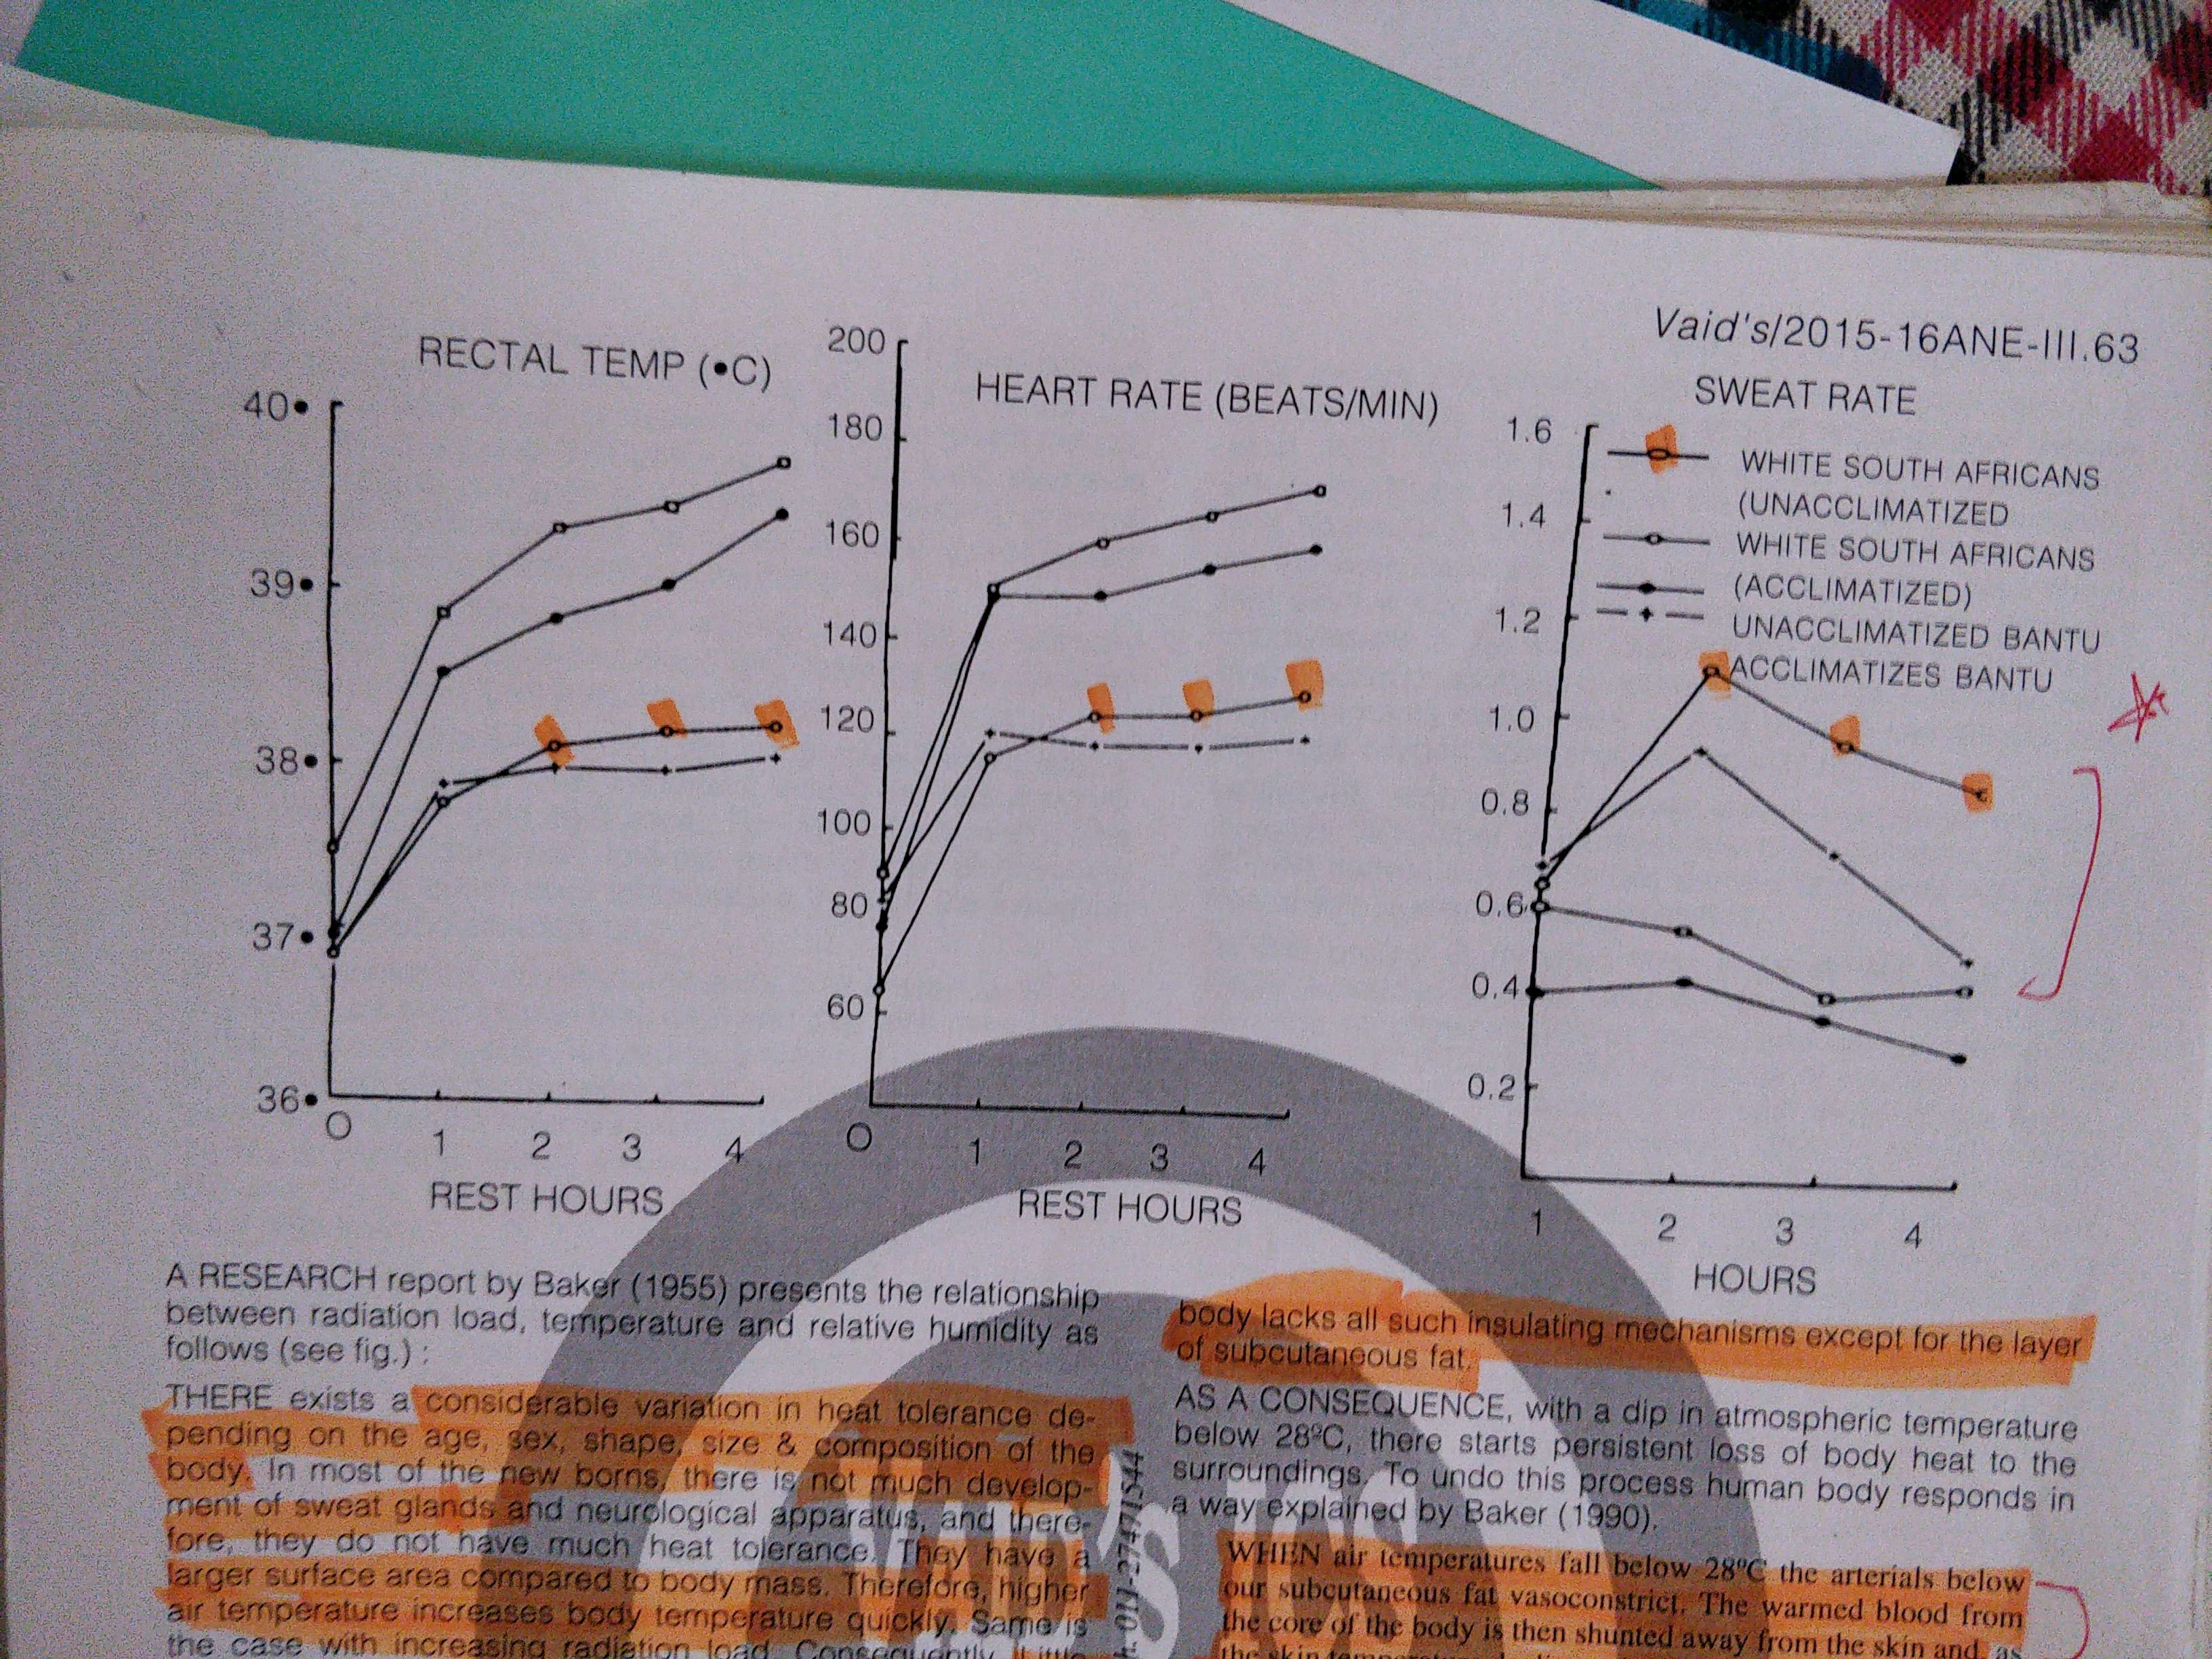 Vaid's/2015-16ANE-III.63
RECTAL TEMP (•C)
40•
39•
38•
37•
36•
O
1
2
3
4
REST HOURS
HEART RATE (BEATS/MIN)
200
180
160
140
120
100
80
60
O
1
2
3
4
REST HOURS
SWEAT RATE
1.6
1.4
1.2
1.0
0.8
0.6
0.4
0.2
1
2
3
4
HOURS
WHITE SOUTH AFRICANS
(UNACCLIMATIZED
WHITE SOUTH AFRICANS
(ACCLIMATIZED)
UNACCLIMATIZED BANTU
ACCLIMATIZES BANTU
A RESEARCH report by Baker (1955) presents the relationship
between radiation load, temperature and relative humidity as
follows (see fig.) :
THERE exists a considerable variation in heat tolerance de-
pending on the age, sex, shape, size & composition of the
body. In most of the new borns, there is not much develop-
ment of sweat glands and neurological apparatus, and there-
fore, they do not have much heat tolerance. They have a
larger surface area compared to body mass. Therefore, higher
air temperature increases body temperature quickly. Same is
the case with increasing radiation load. Consequently, little
body lacks all such insulating mechanisms except for the layer
of subcutaneous fat.
AS A CONSEQUENCE, with a dip in atmospheric temperature
below 28ºC, there starts persistent loss of body heat to the
surroundings. To undo this process human body responds in
a way explained by Baker (1990).
WHEN air temperatures fall below 28ºC the arterials below
our subcutaneous fat vasoconstrict. The warmed blood from
the core of the body is then shunted away from the skin and, as
the skin